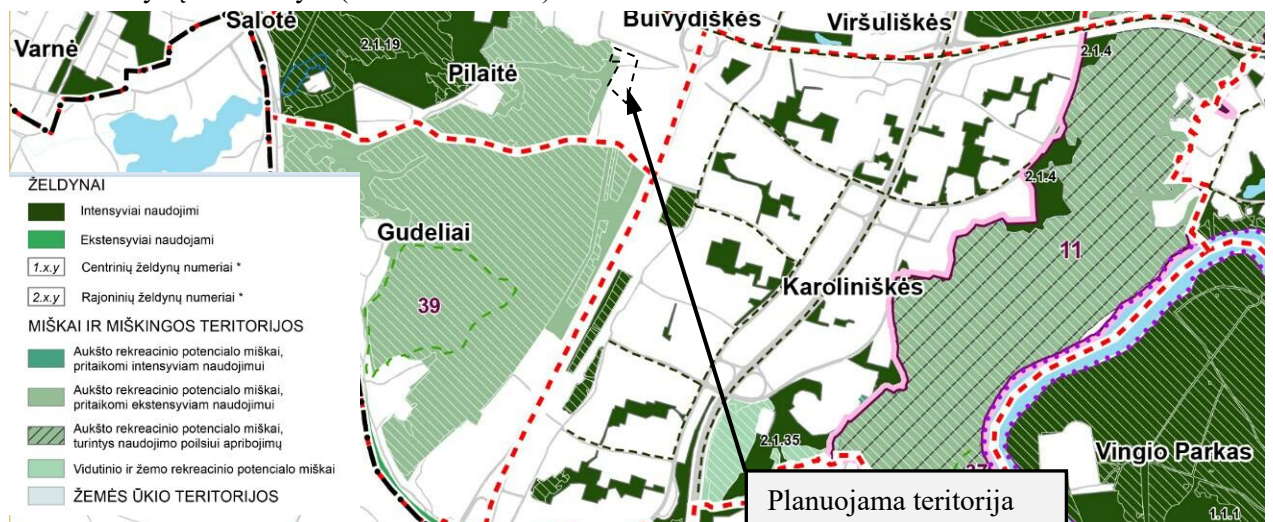 Salotė
Buivydiškės
Viršuliškės
Varnė
2.1.19
2.1.4
Pilaitė
2.1.4
ŽELDYNAI
Intensyviai naudojimi
Ekstensyviai naudojami
1.x.y Centrinių želdynų numeriai *
2.x.y Rajoninių želdynų numeriai *
MIŠKAI IR MIŠKINGOS TERITORIJOS
Aukšto rekreacinio potencialo miškai,
pritaikomi intensyviam naudojimui
Aukšto rekreacinio potencialo miškai,
pritaikomi ekstensyviam naudojimui
Aukšto rekreacinio potencialo miškai,
turintys naudojimo poilsiui apribojimų
Vidutinio ir žemo rekreacinio potencialo miškai
ŽEMĖS ŪKIO TERITORIJOS
Gudeliai
39
11
Karoliniškės
2.1.35
Vingio Parkas
Planuojama teritorija
1.1.1